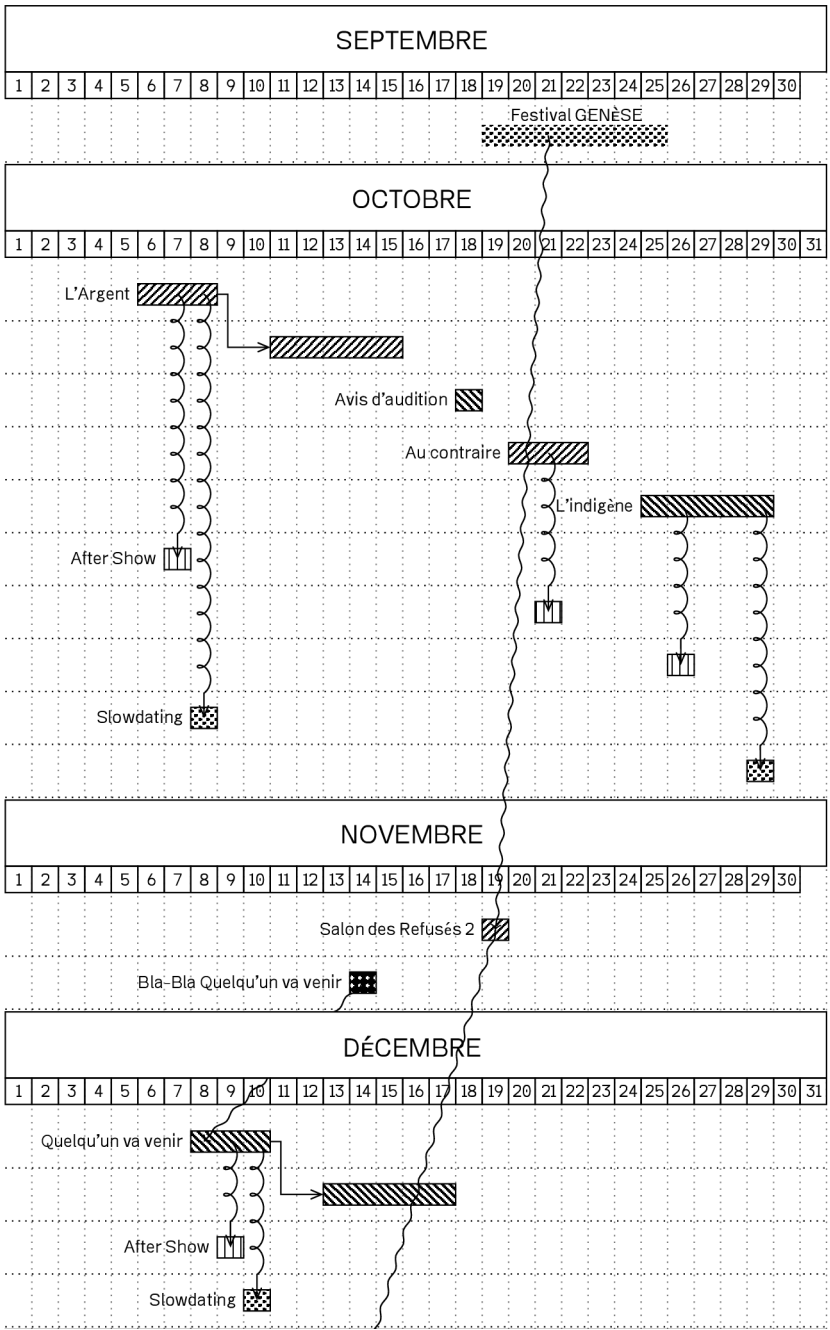 SEPTEMBRE
1 2 3 4 5 6 7 8 9 10 11 12 13 14 15 16 17 18 19 20 21 22 23 24 25 26 27 28 29 30
Festival GENÈSE
OCTOBRE
1 2 3 4 5 6 7 8 9 10 11 12 13 14 15 16 17 18 19 20 21 22 23 24 25 26 27 28 29 30 31
L'Argent
Avis d'audition
Au contraire
L'indigène
After Show
Slowdating
NOVEMBRE
1 2 3 4 5 6 7 8 9 10 11 12 13 14 15 16 17 18 19 20 21 22 23 24 25 26 27 28 29 30
Salon des Refusés 2
Bla-Bla Quelqu'un va venir
DÉCEMBRE
1 2 3 4 5 6 7 8 9 10 11 12 13 14 15 16 17 18 19 20 21 22 23 24 25 26 27 28 29 30 31
Quelqu'un va venir
After Show
Slowdating